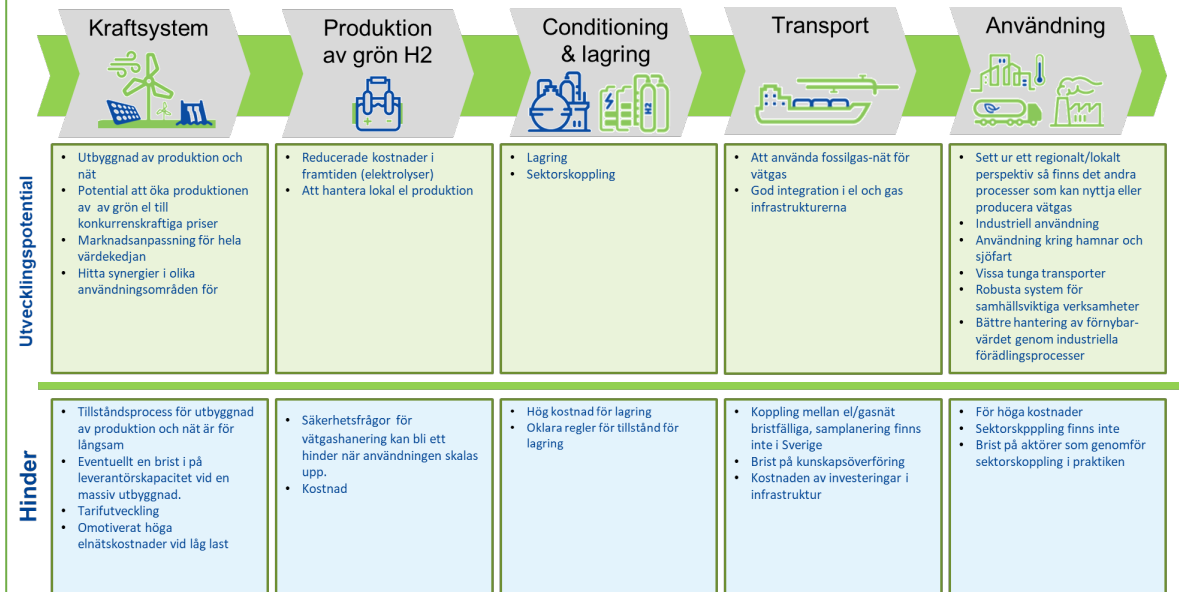 Kraftsystem
Produktion
av grön H2
Conditioning
& lagring
Transport
Användning
H2
Utvecklingspotential
• Utbyggnad av produktion och
nät
• Potential att öka produktionen
av av grön el till
konkurrenskraftiga priser
• Marknadsanpassning för hela
värdekedjan
• Hitta synergier i olika
användningsområden för
• Reducerade kostnader i
framtiden (elektrolyser)
• Att hantera lokal el produktion
• Lagring
• Sektorskoppling
• Att använda fossilgas-nät för
vätgas
• God integration i el och gas
infrastrukturerna
• Sett ur ett regionalt/lokalt
perspektiv så finns det andra
processer som kan nyttja eller
producera vätgas
• Industriell användning
• Användning kring hamnar och
sjöfart
• Vissa tunga transporter
• Robusta system för
samhällsviktiga verksamheter
• Bättre hantering av förnybar-
värdet genom industriella
förädlingsprocesser
Hinder
• Tillståndsprocess för utbyggnad
av produktion och nät är för
långsam
• Eventuellt en brist i på
leverantörskapacitet vid en
massiv utbyggnad.
• Tarifutveckling
• Omotiverat höga
elnätskostnader vid låg last
• Säkerhetsfrågor för
vätgashanering kan bli ett
hinder när användningen skalas
upp.
• Kostnad
• Hög kostnad för lagring
• Oklara regler för tillstånd för
lagring
• Koppling mellan el/gasnät
bristfälliga, samplanering finns
inte i Sverige
• Brist på kunskapsöverföring
• Kostnaden av investeringar i
infrastruktur
• För höga kostnader
• Sektorskppling finns inte
• Brist på aktörer som genomför
sektorskoppling i praktiken